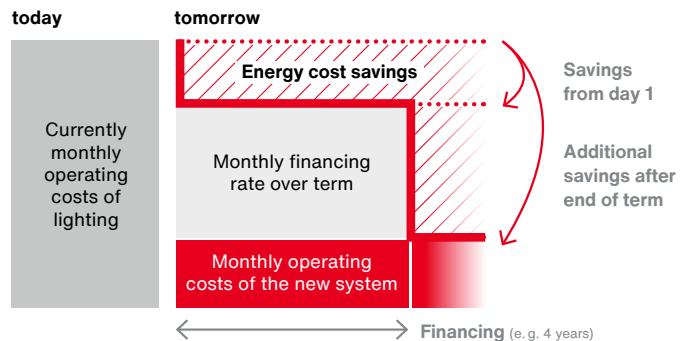 today
tomorrow
Currently
monthly
operating
costs of
lighting
Energy cost savings
Savings
from day 1
Monthly financing
rate over term
Additional
savings after
end of term
Monthly operating
costs of the new system
Financing (e. g. 4 years)